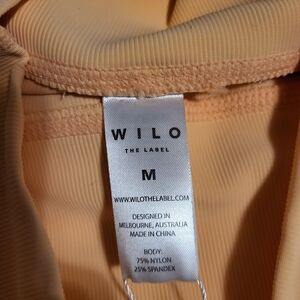 WILO
THE LABEL
M
WWW.WILOTHELABEL.COM
DESIGNED IN
MELBOURNE, AUSTRALIA
MADE IN CHINA
BODY:
75% NYLON
25% SPANDEX